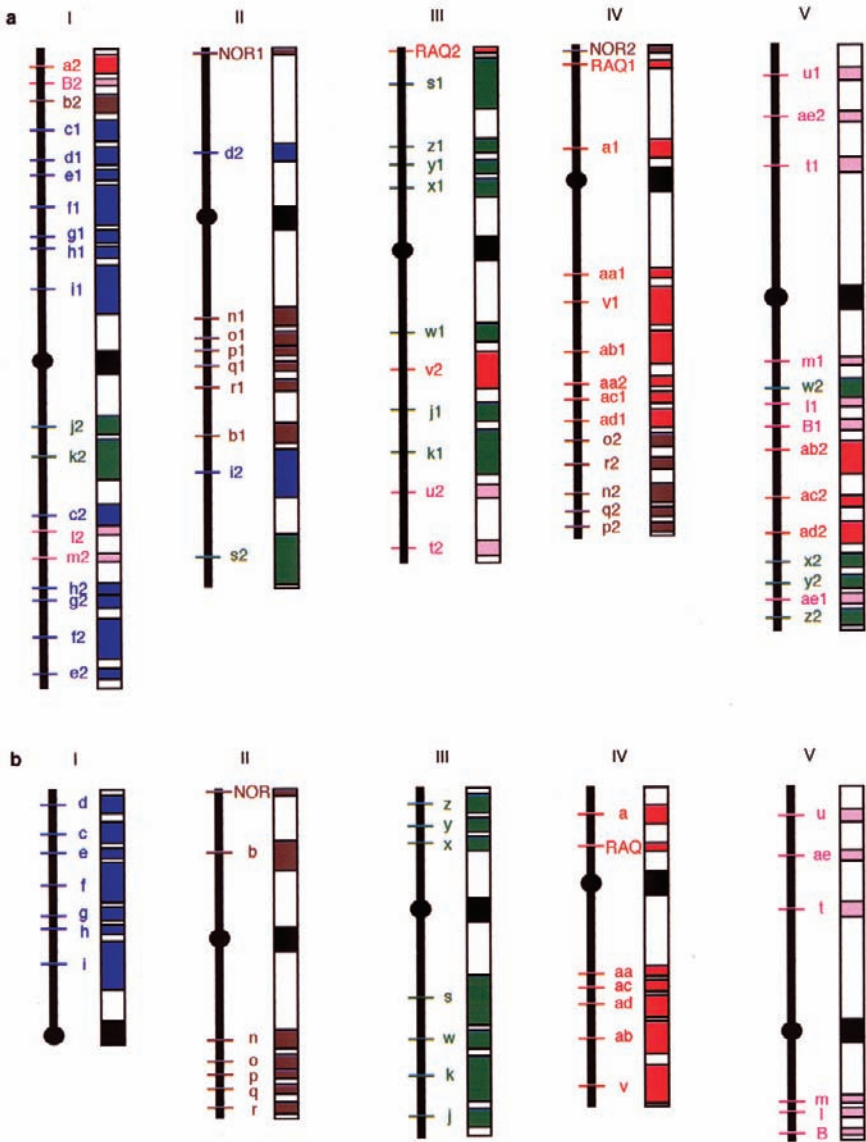 a
I
a2
B2
b2
c1
d1
e1
f1
g1
h1
i1
j2
k2
c2
l2
m2
h2
g2
f2
e2
II
NOR1
d2
n1
o1
p1
q1
r1
b1
i2
s2
III
RAQ2
s1
z1
y1
x1
w1
v2
j1
k1
u2
t2
IV
NOR2
RAQ1
a1
aa1
v1
ab1
aa2
ac1
ad1
o2
r2
n2
q2
p2
V
u1
ae2
t1
m1
w2
l1
B1
ab2
ac2
ad2
x2
y2
ae1
z2
b
I
d
c
e
f
g
h
i
II
NOR
b
n
o
p
q
r
III
z
y
x
s
w
k
j
IV
a
RAQ
aa
ac
ad
ab
v
V
u
ae
t
m
l
B